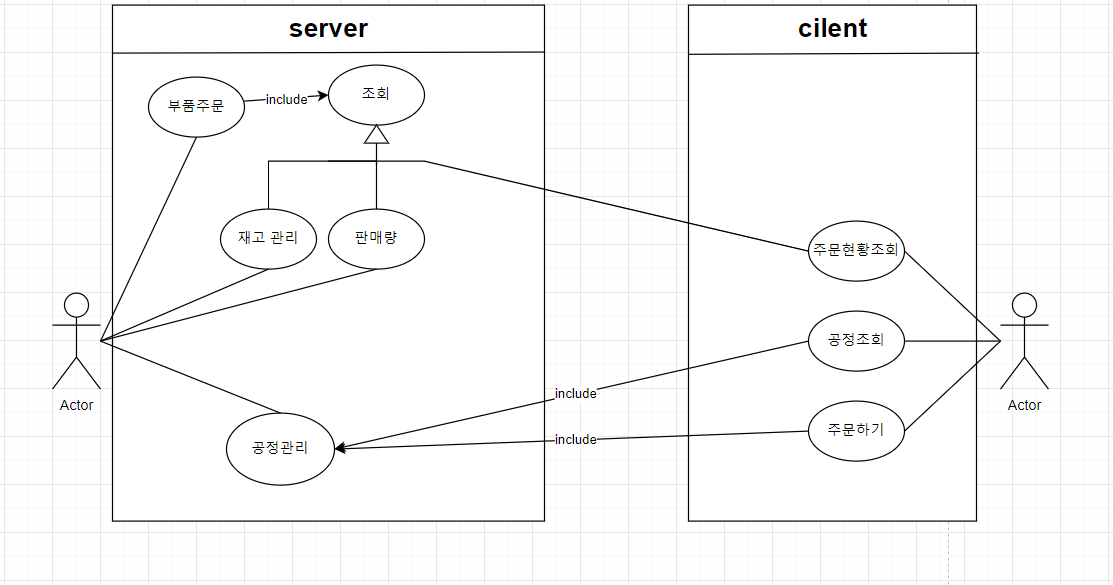 server
cilent
부품주문
include
조회
재고 관리
판매량
주문현황조회
공정조회
include
주문하기
include
공정관리
Actor
Actor